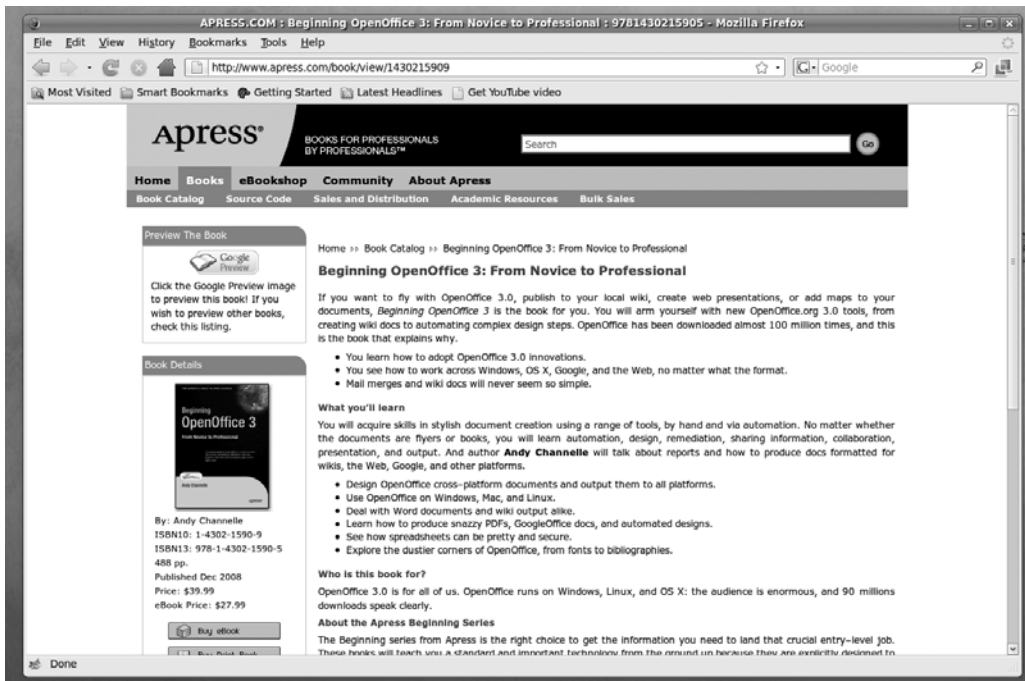 APRESS.COM : Beginning OpenOffice 3: From Novice to Professional : 9781430215905 - Mozilla Firefox
File Edit View History Bookmarks Tools Help
http://www.apress.com/book/view/1430215909
Google
Most Visited Smart Bookmarks Getting Started Latest Headlines Get YouTube video
Apress®
BOOKS FOR PROFESSIONALS
BY PROFESSIONALS™
Search
Go
Home Books eBookshop Community About Apress
Book Catalog Source Code Sales and Distribution Academic Resources Bulk Sales
Preview The Book
Google
Preview
Click the Google Preview image
to preview this book! If you
wish to preview other books,
check this listing.
Book Details
Beginning
OpenOffice 3
From Novice to Professional
Andy Channelle
By: Andy Channelle
ISBN10: 1-4302-1590-9
ISBN13: 978-1-4302-1590-5
488 pp.
Published Dec 2008
Price: $39.99
eBook Price: $27.99
Buy eBook
Buy Print Book
Home »» Book Catalog »» Beginning OpenOffice 3: From Novice to Professional
Beginning OpenOffice 3: From Novice to Professional
If you want to fly with OpenOffice 3.0, publish to your local wiki, create web presentations, or add maps to your
documents, Beginning OpenOffice 3 is the book for you. You will arm yourself with new OpenOffice.org 3.0 tools, from
creating wiki docs to automating complex design steps. OpenOffice has been downloaded almost 100 million times, and this
is the book that explains why.
• You learn how to adopt OpenOffice 3.0 innovations.
• You see how to work across Windows, OS X, Google, and the Web, no matter what the format.
• Mail merges and wiki docs will never seem so simple.
What you'll learn
You will acquire skills in stylish document creation using a range of tools, by hand and via automation. No matter whether
the documents are flyers or books, you will learn automation, design, remediation, sharing information, collaboration,
presentation, and output. And author Andy Channelle will talk about reports and how to produce docs formatted for
wikis, the Web, Google, and other platforms.
• Design OpenOffice cross-platform documents and output them to all platforms.
• Use OpenOffice on Windows, Mac, and Linux.
• Deal with Word documents and wiki output alike.
• Learn how to produce snazzy PDFs, GoogleOffice docs, and automated designs.
• See how spreadsheets can be pretty and secure.
• Explore the dustier corners of OpenOffice, from fonts to bibliographies.
Who is this book for?
OpenOffice 3.0 is for all of us. OpenOffice runs on Windows, Linux, and OS X: the audience is enormous, and 90 millions
downloads speak clearly.
About the Apress Beginning Series
The Beginning series from Apress is the right choice to get the information you need to land that crucial entry-level job.
These books will teach you a standard and important technology from the ground up because they are explicitly designed to
Done